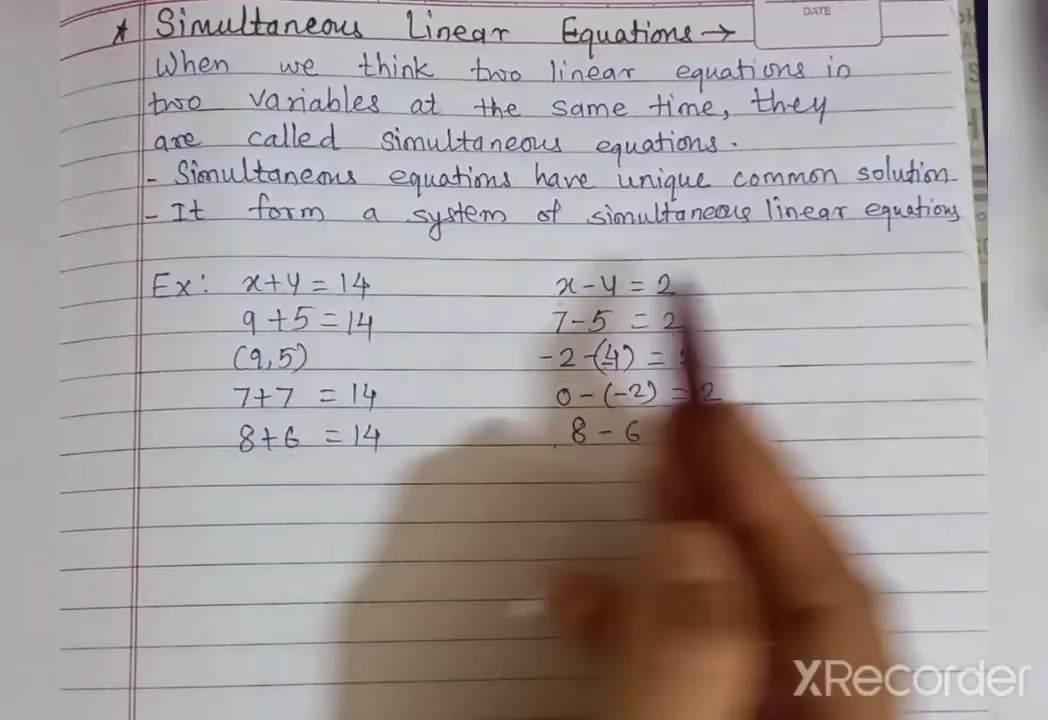 DATE
* Simultaneous Linear Equations →
When we think two linear equations in
two variables at the same time, they
are called simultaneous equations.
- Simultaneous equations have unique common solution
- It form a system of simultaneous linear equations
Ex: x+y = 14 x-y = 2
9+5 = 14 7-5 = 2
(9,5) -2-(4) =
7+7 = 14 0-(-2) = 2
8+6 = 14 8-6
XRecorder